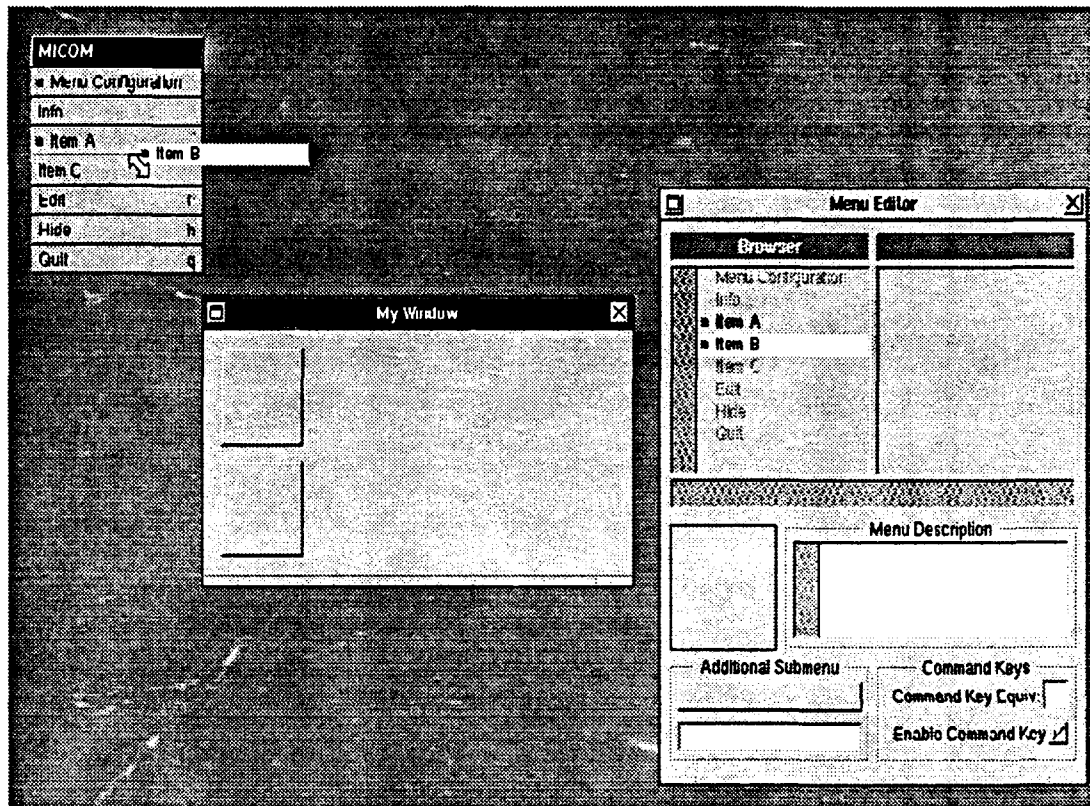 MICOM
Menu Configuration
Info
Item A
Item B
Item C
Edit
Hide h
Quit q
My Window
Menu Editor
Browser
Menu Configuration
Info
Item A
Item B
Item C
Edit
Hide
Quit
Menu Description
Additional Submenu
Command Keys
Command Key Equiv:
Enable Command Key